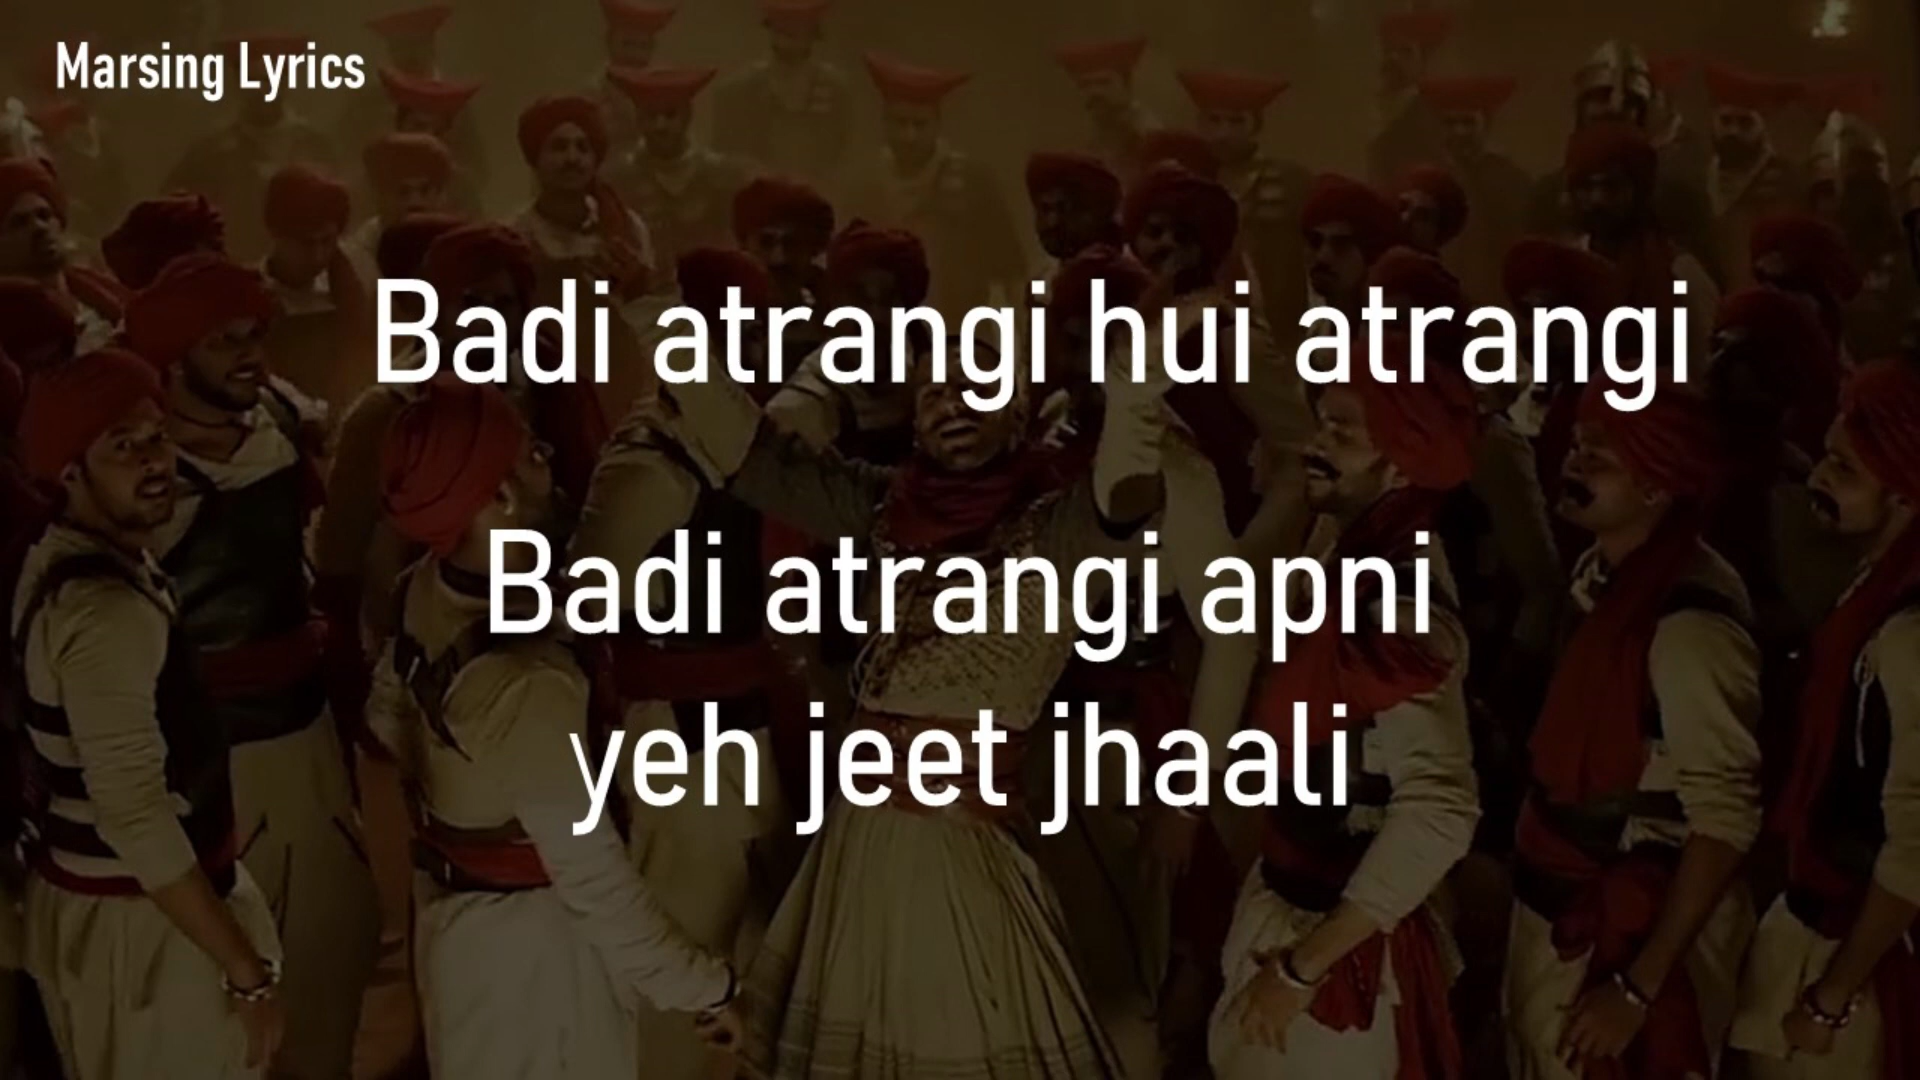 Marsing Lyrics
Badi atrangi hui atrangi
Badi atrangi apni
yeh jeet jhaali